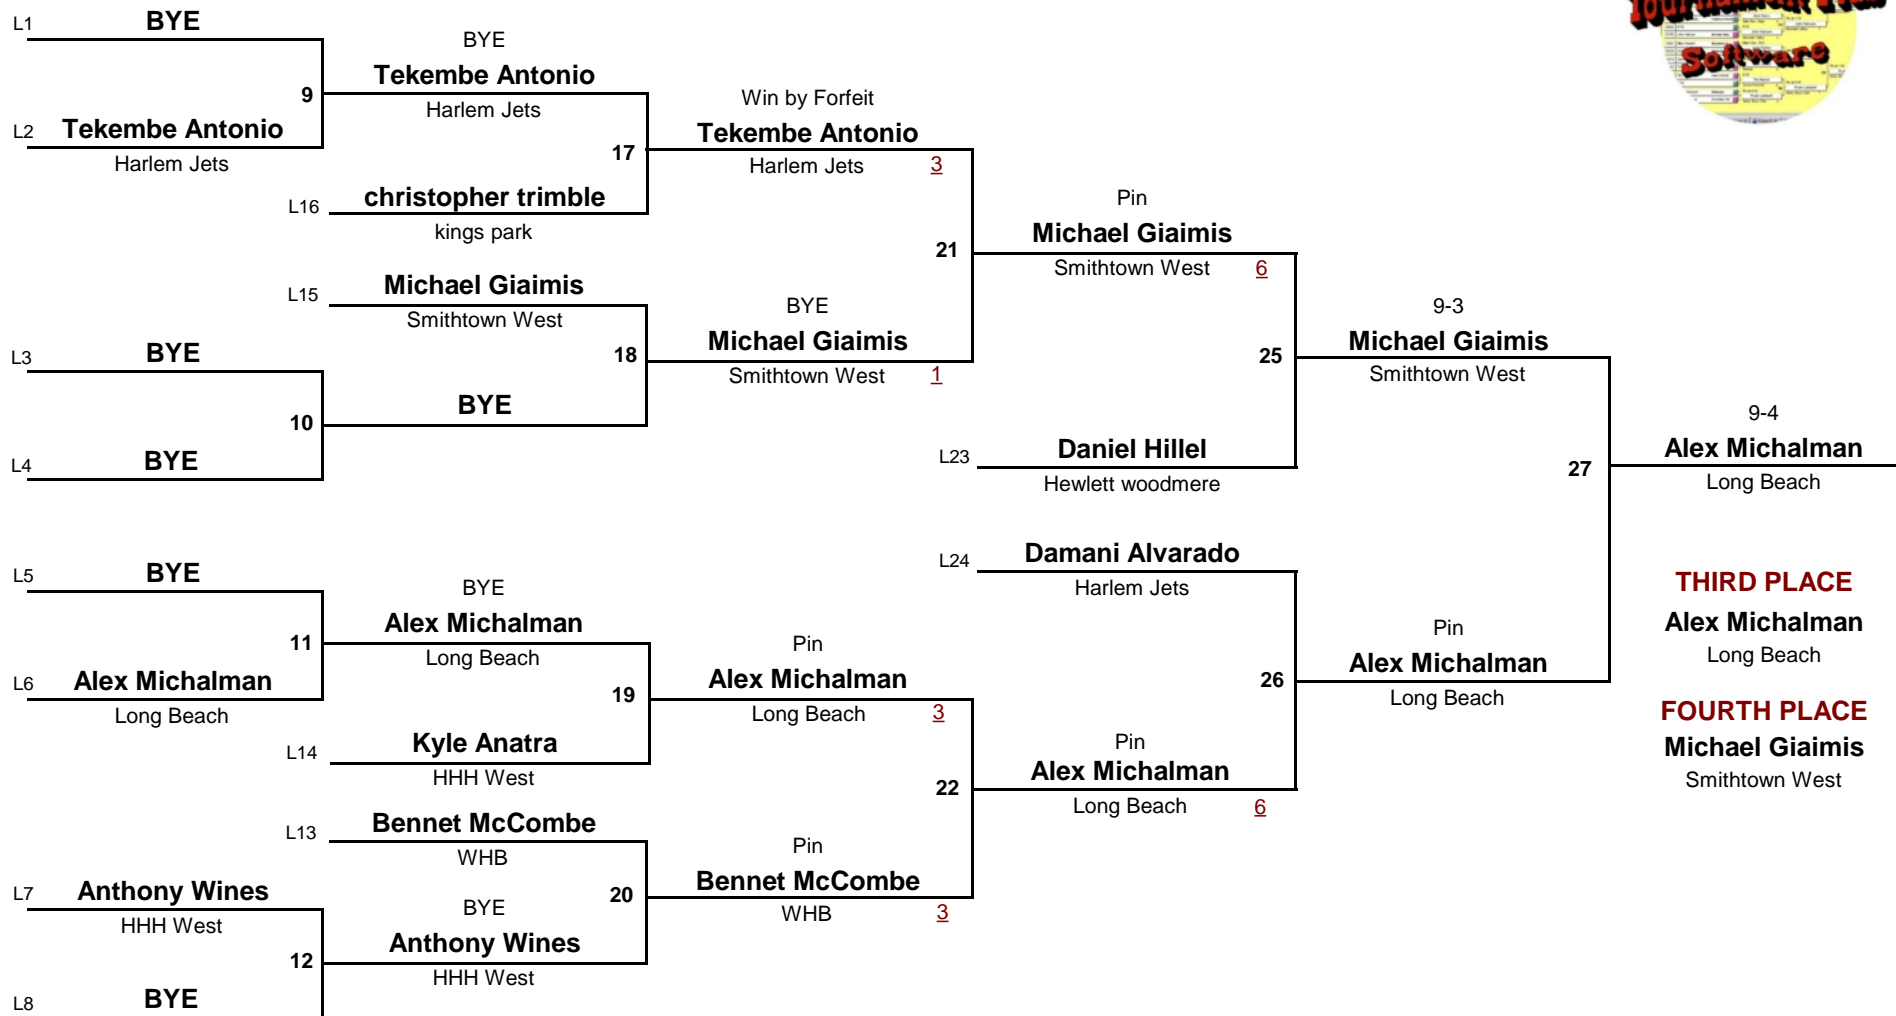 Tournament Plus
Software
L1
BYE
BYE
Tekembe Antonio
Harlem Jets
9
L2
Tekembe Antonio
Harlem Jets
Win by Forfeit
Tekembe Antonio
Harlem Jets
3
17
L16
christopher trimble
kings park
Pin
Michael Giaimis
Smithtown West
6
21
L15
Michael Giaimis
Smithtown West
BYE
Michael Giaimis
Smithtown West
1
18
L3
BYE
BYE
10
L4
BYE
9-3
Michael Giaimis
Smithtown West
25
L23
Daniel Hillel
Hewlett woodmere
9-4
Alex Michalman
Long Beach
27
L5
BYE
BYE
Alex Michalman
Long Beach
11
L6
Alex Michalman
Long Beach
Pin
Alex Michalman
Long Beach
3
19
L14
Kyle Anatra
HHH West
L24
Damani Alvarado
Harlem Jets
Pin
Alex Michalman
Long Beach
26
Pin
Alex Michalman
Long Beach
6
22
L13
Bennet McCombe
WHB
Pin
Bennet McCombe
WHB
3
20
L7
Anthony Wines
HHH West
BYE
Anthony Wines
HHH West
12
L8
BYE
THIRD PLACE
Alex Michalman
Long Beach
FOURTH PLACE
Michael Giaimis
Smithtown West